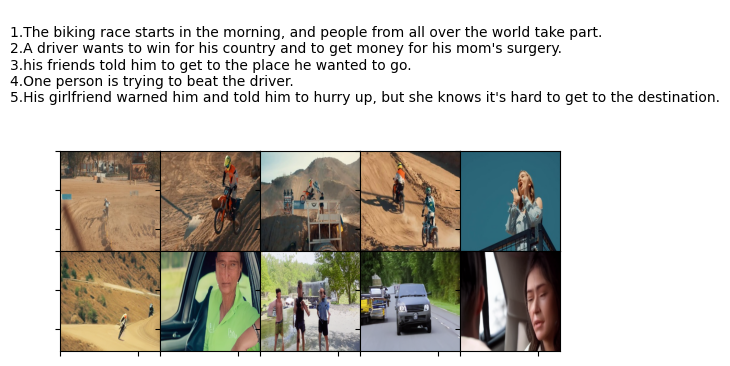 1.The biking race starts in the morning, and people from all over the world take part.
2.A driver wants to win for his country and to get money for his mom's surgery.
3.his friends told him to get to the place he wanted to go.
4.One person is trying to beat the driver.
5.His girlfriend warned him and told him to hurry up, but she knows it's hard to get to the destination.